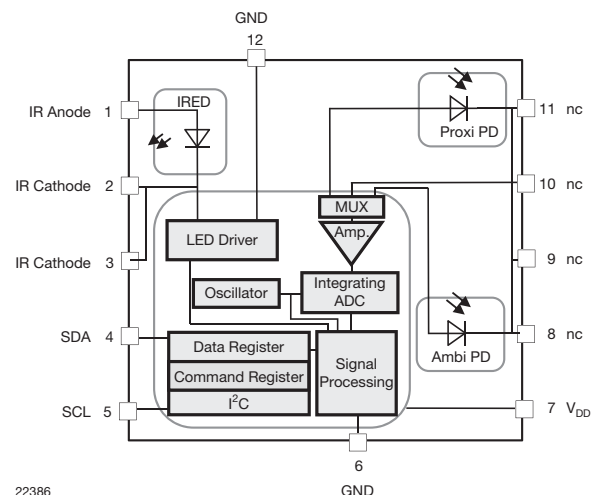 GND
12
IR Anode 1
IRED
11 nc
Proxi PD
IR Cathode 2
10 nc
MUX
Amp.
LED Driver
IR Cathode 3
9 nc
Oscillator
Integrating
ADC
SDA 4
Data Register
Signal
Processing
8 nc
Ambi PD
Command Register
I²C
SCL 5
7 V_DD
6
GND
22386